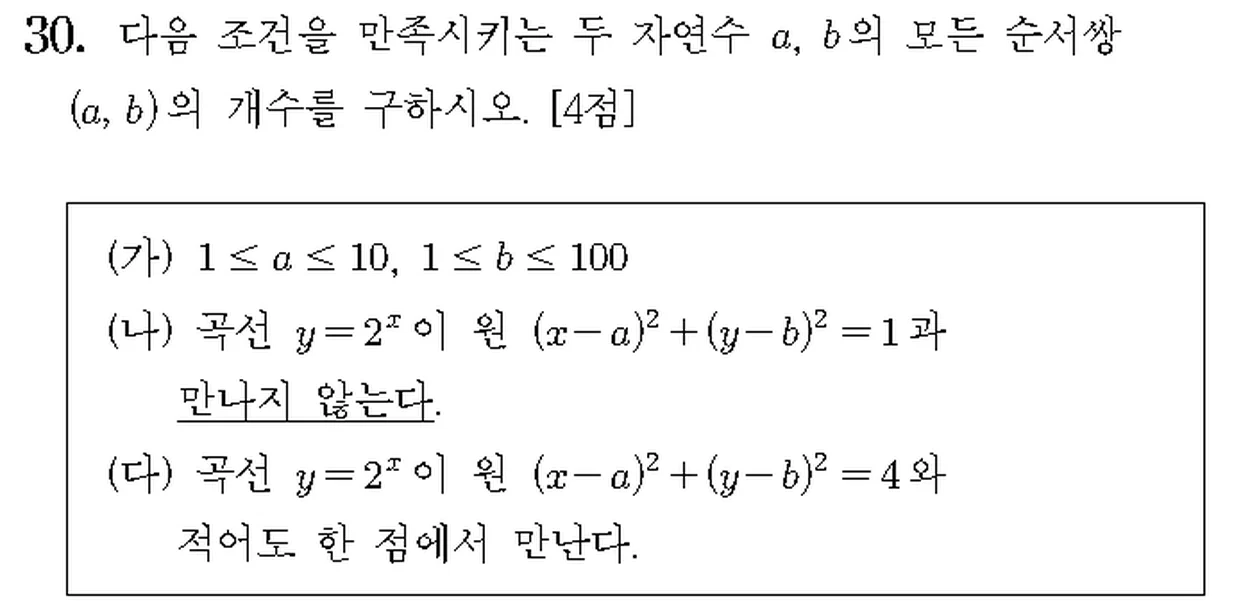 30. 다음 조건을 만족시키는 두 자연수 a, b의 모든 순서쌍
(a, b)의 개수를 구하시오. [4점]
(가) 1 ≤ a ≤ 10, 1 ≤ b ≤ 100
(나) 곡선 y = 2ˣ이 원 (x−a)² + (y−b)² = 1과
만나지 않는다.
(다) 곡선 y = 2ˣ이 원 (x−a)² + (y−b)² = 4와
적어도 한 점에서 만난다.